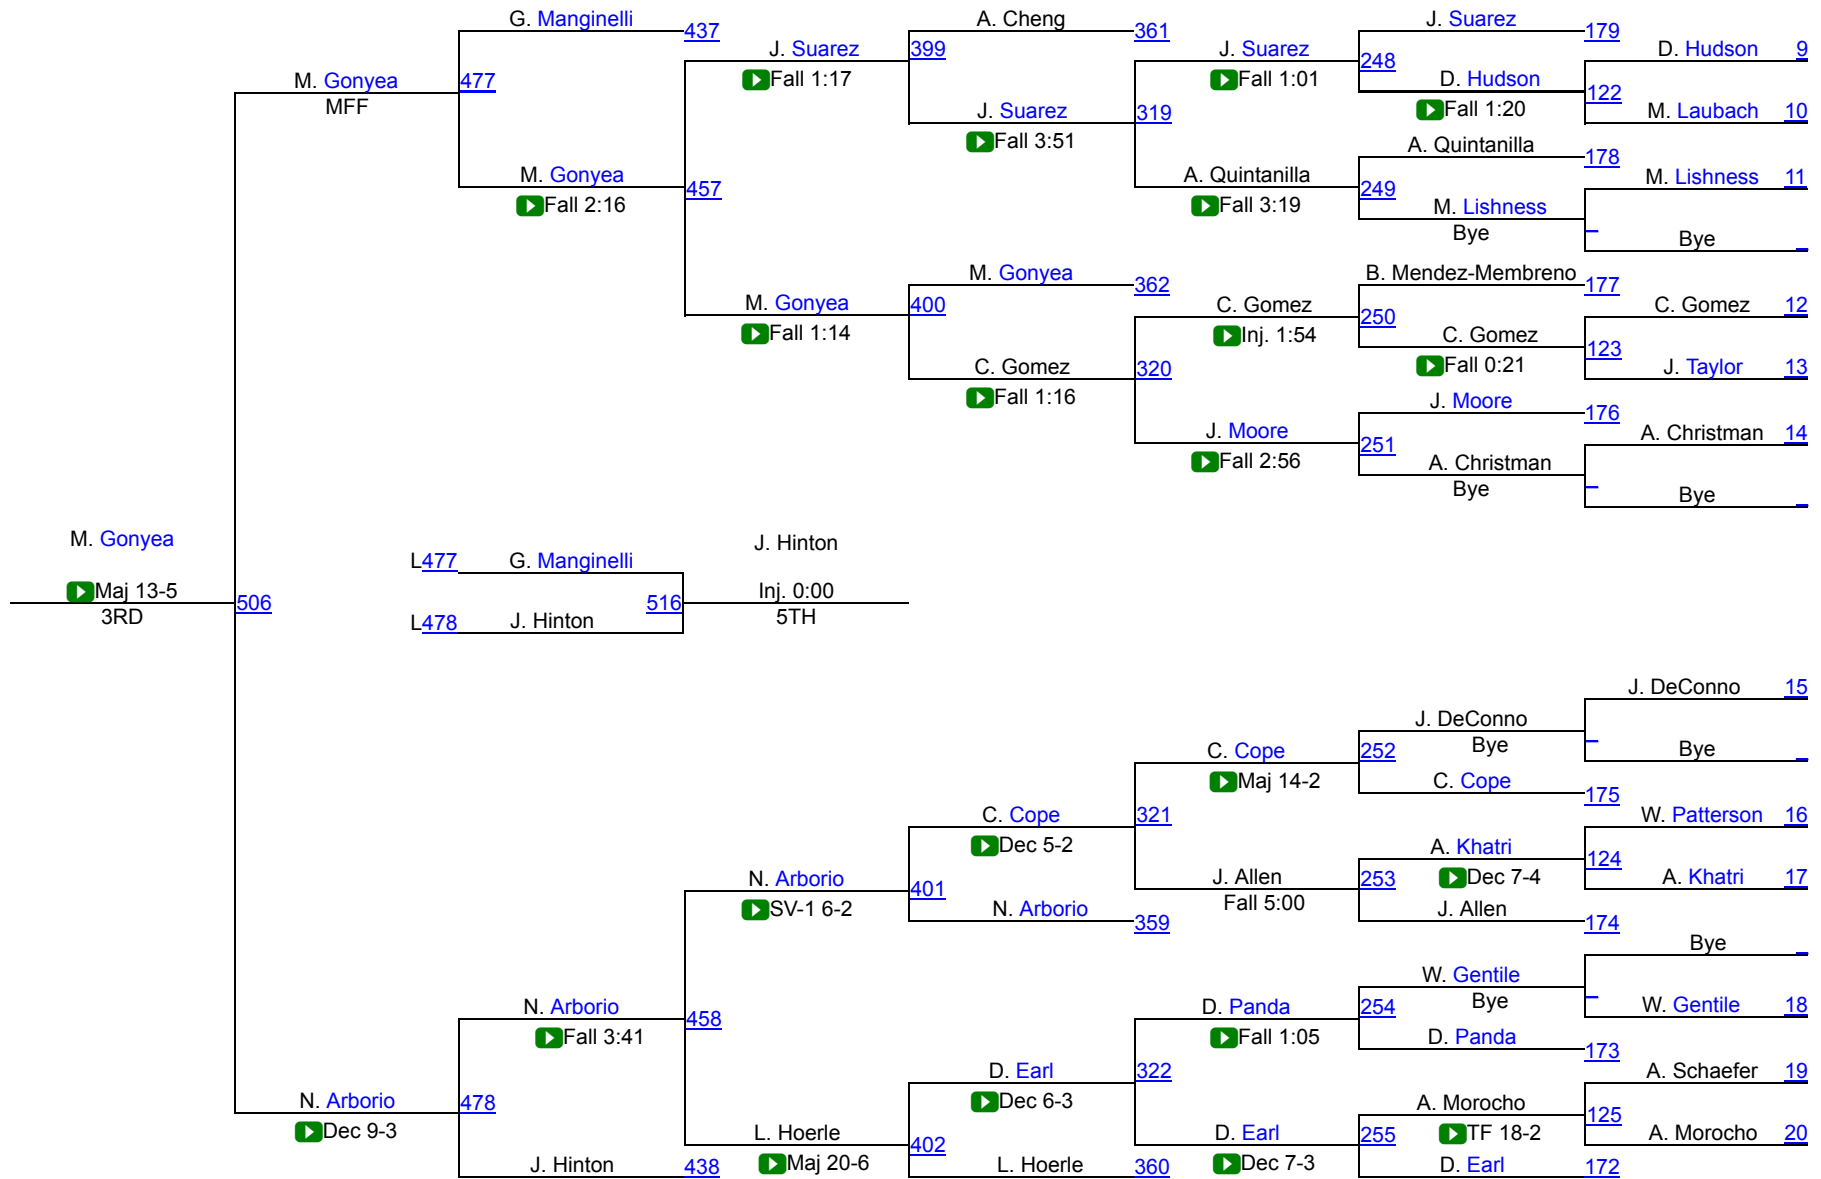 G. Manginelli
437
M. Gonyea
MFF
477
M. Gonyea
Fall 2:16
J. Suarez
Fall 1:17
399
457
M. Gonyea
Fall 1:14
A. Cheng
361
J. Suarez
Fall 3:51
319
M. Gonyea
362
400
C. Gomez
Fall 1:16
320
J. Suarez
Fall 1:01
248
A. Quintanilla
Fall 3:19
249
C. Gomez
Inj. 1:54
250
J. Moore
Fall 2:56
251
J. Suarez
179
D. Hudson
Fall 1:20
122
A. Quintanilla
178
M. Lishness
Bye
B. Mendez-Membreno
177
C. Gomez
Fall 0:21
123
J. Moore
176
A. Christman
Bye
D. Hudson 9
M. Laubach 10
M. Lishness 11
Bye
C. Gomez 12
J. Taylor 13
A. Christman 14
Bye
M. Gonyea
Maj 13-5
3RD
506
L477 G. Manginelli
L478 J. Hinton
516
J. Hinton
Inj. 0:00
5TH
N. Arborio
Dec 9-3
478
N. Arborio
Fall 3:41
458
J. Hinton
438
N. Arborio
SV-1 6-2
401
L. Hoerle
Maj 20-6
402
C. Cope
Dec 5-2
321
N. Arborio
359
D. Earl
Dec 6-3
322
L. Hoerle
360
C. Cope
Maj 14-2
252
J. Allen
Fall 5:00
253
D. Panda
Fall 1:05
254
D. Earl
Dec 7-3
255
J. DeConno
Bye
C. Cope
175
A. Khatri
Dec 7-4
124
J. Allen
174
W. Gentile
Bye
D. Panda
173
A. Morocho
TF 18-2
125
D. Earl
172
J. DeConno 15
Bye
W. Patterson 16
A. Khatri 17
Bye
W. Gentile 18
A. Schaefer 19
A. Morocho 20